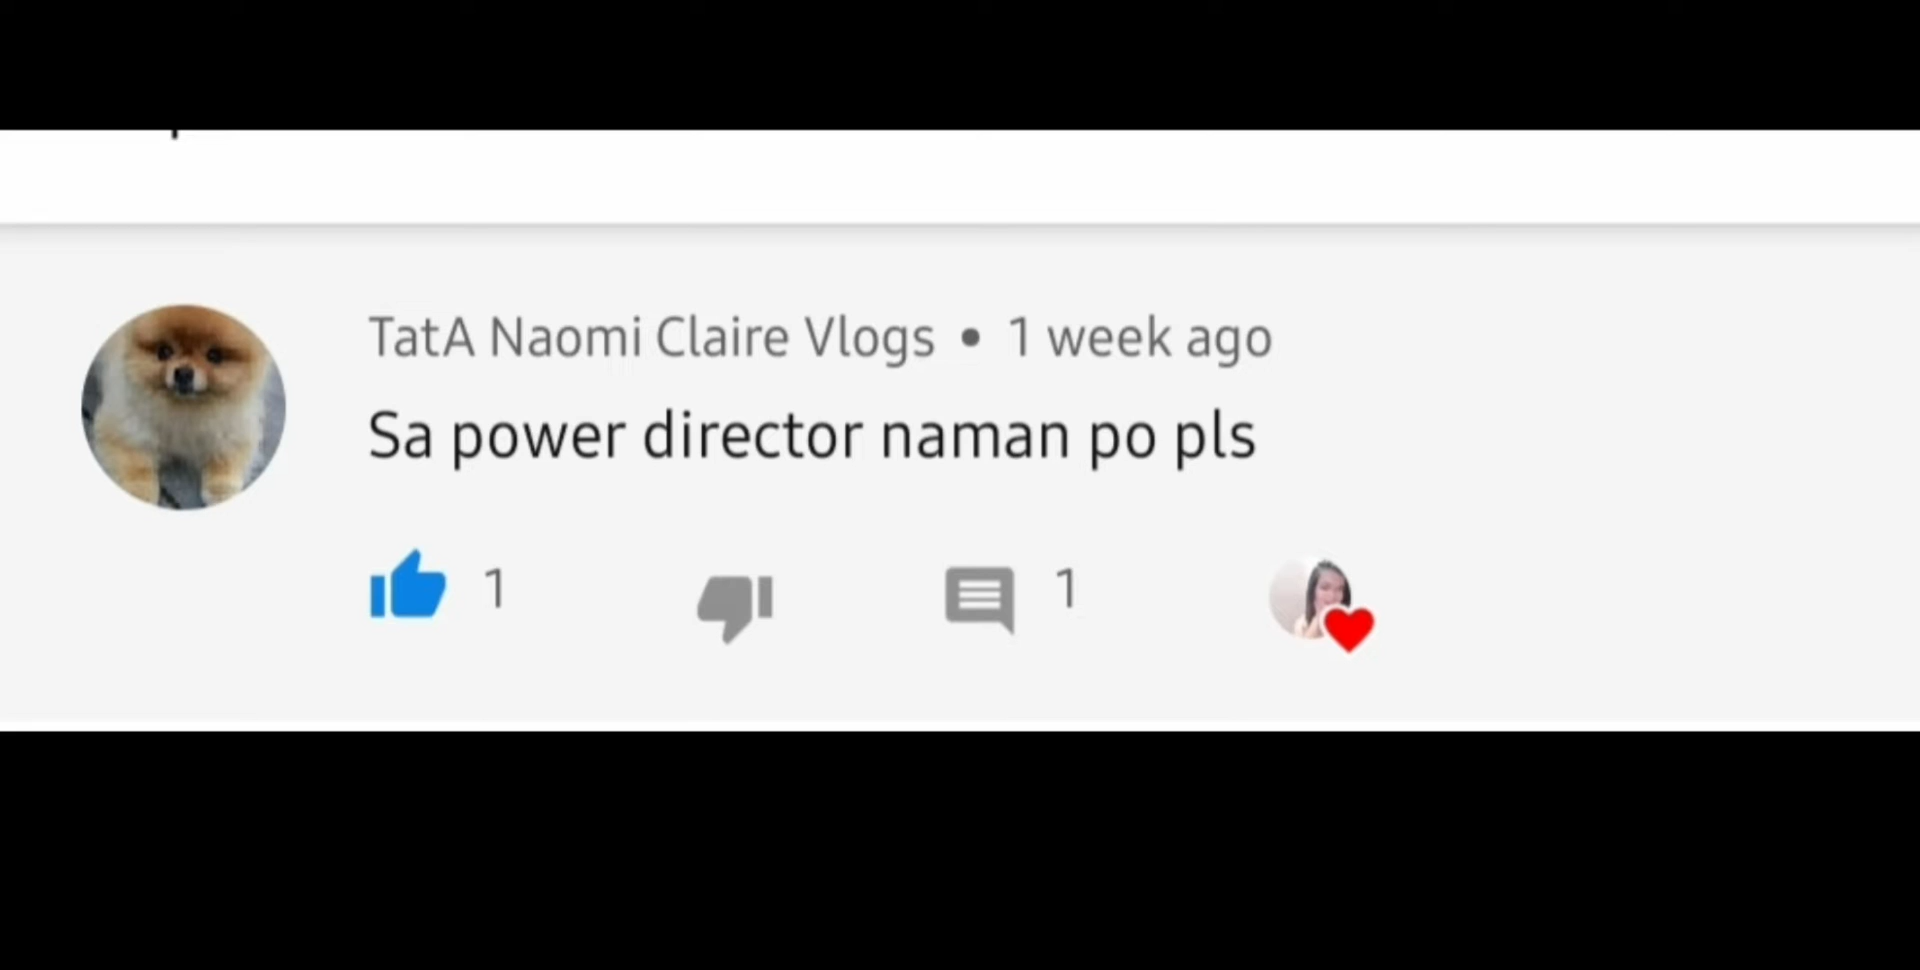 TatA Naomi Claire Vlogs • 1 week ago
Sa power director naman po pls
1
1